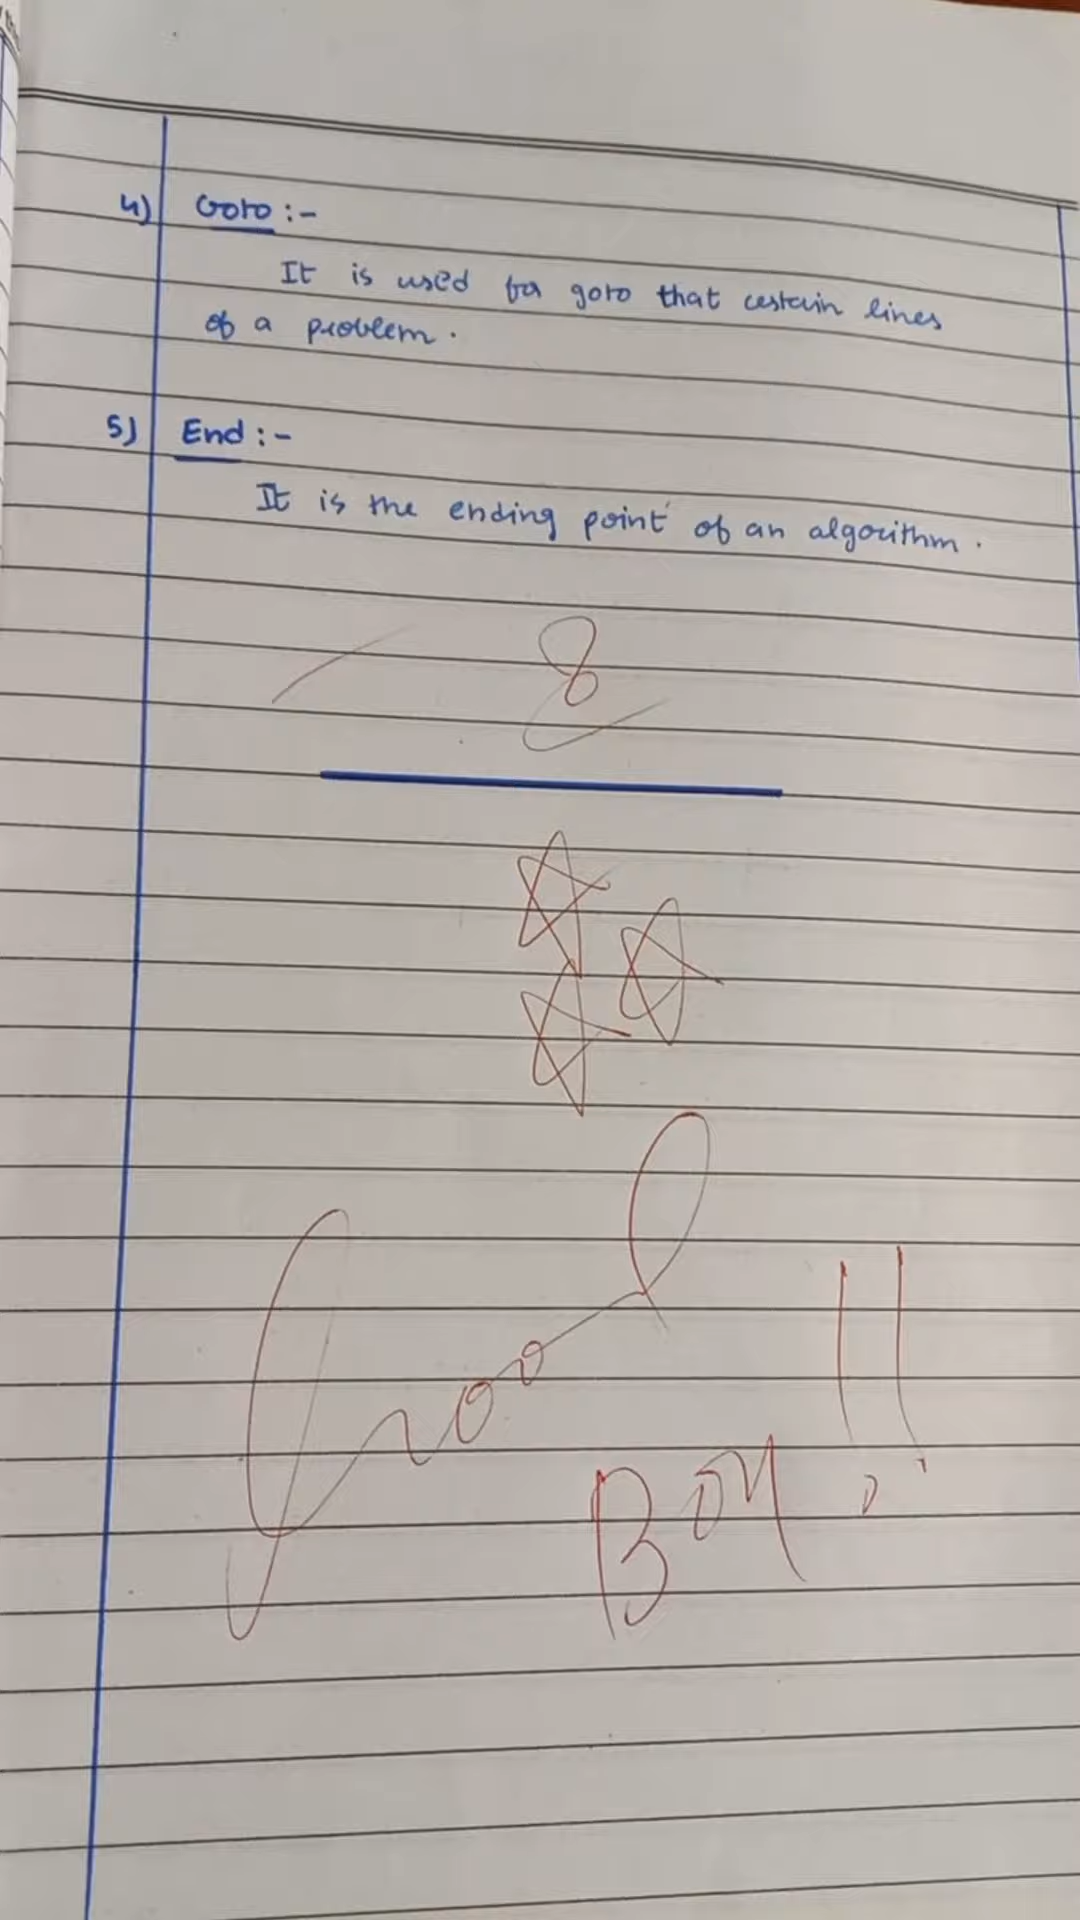 4) Goto :-
It is used for goto that certain lines
of a problem .
5) End :-
It is the ending point of an algorithm .
8
Good
Boy !!